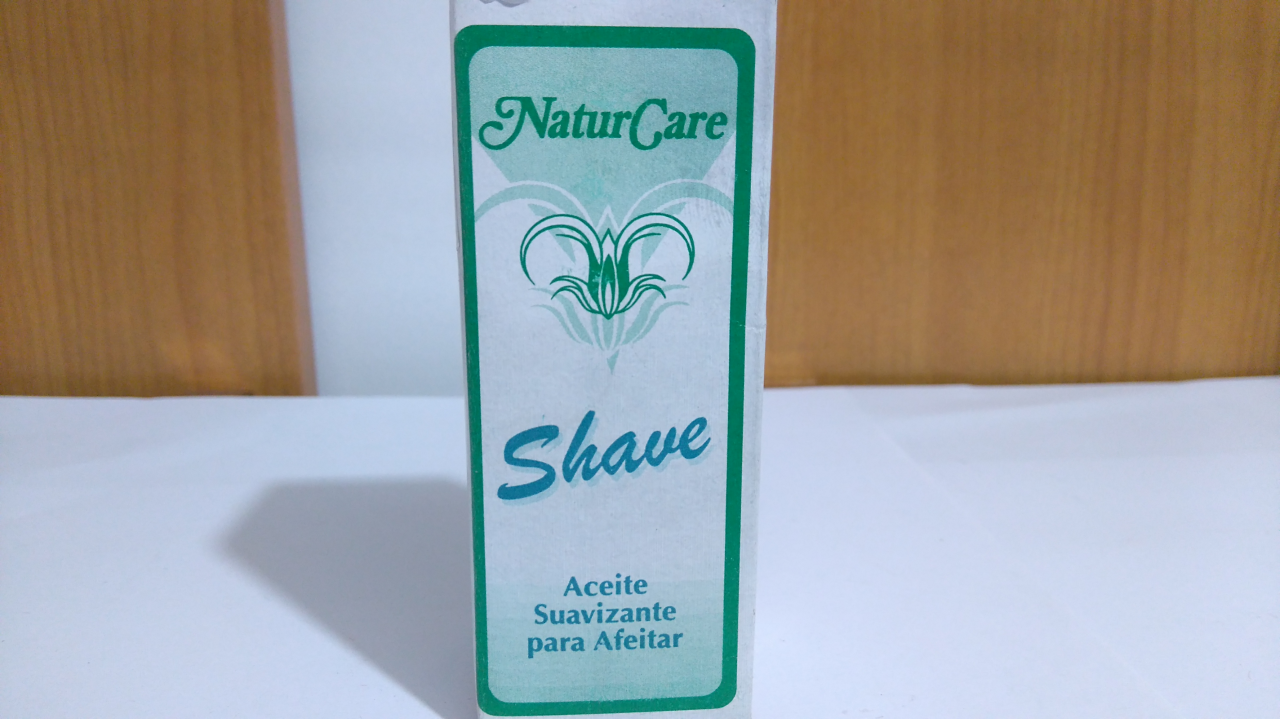 NaturCare
Shave
Aceite
Suavizante
para Afeitar